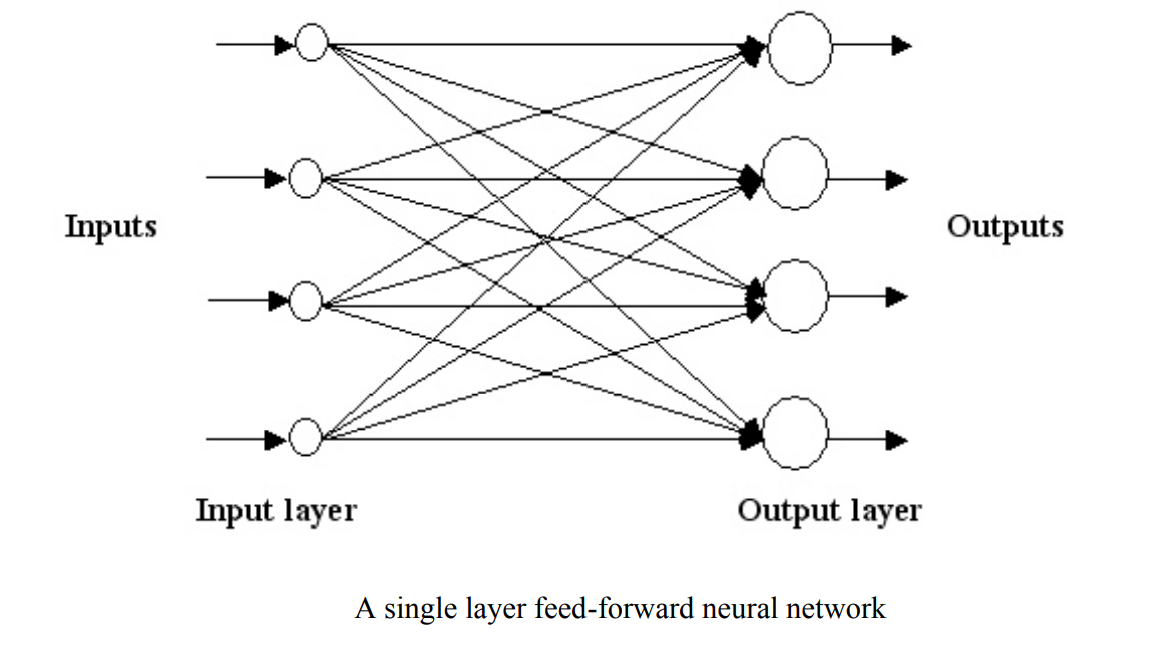 Inputs
Outputs
Input layer
Output layer
A single layer feed-forward neural network